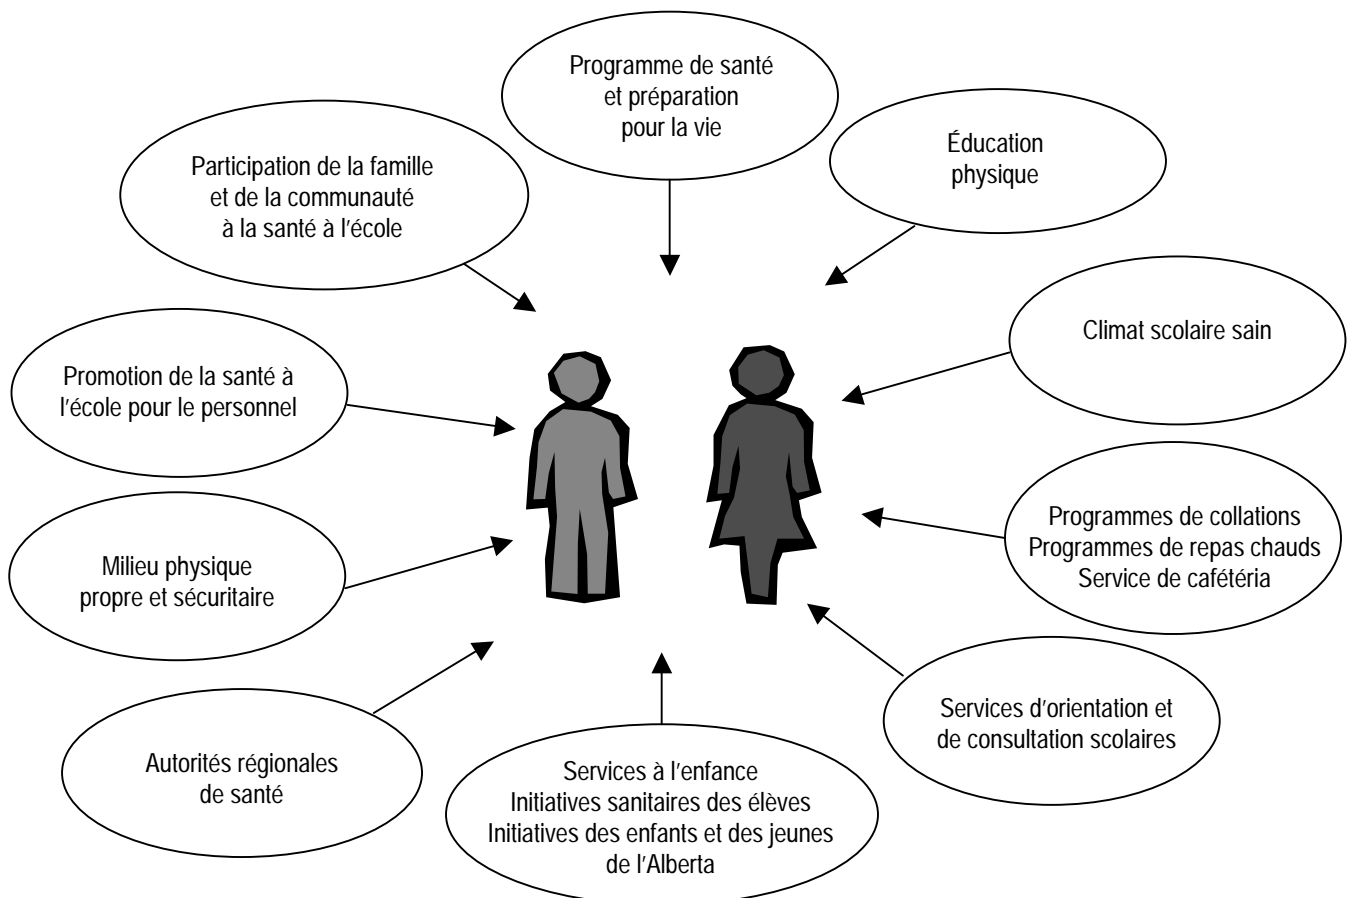 Programme de santé
et préparation
pour la vie
Éducation
physique
Participation de la famille
et de la communauté
à la santé à l'école
Climat scolaire sain
Promotion de la santé à
l'école pour le personnel
Programmes de collations
Programmes de repas chauds
Service de cafétéria
Milieu physique
propre et sécuritaire
Services d'orientation et
de consultation scolaires
Autorités régionales
de santé
Services à l'enfance
Initiatives sanitaires des élèves
Initiatives des enfants et des jeunes
de l'Alberta